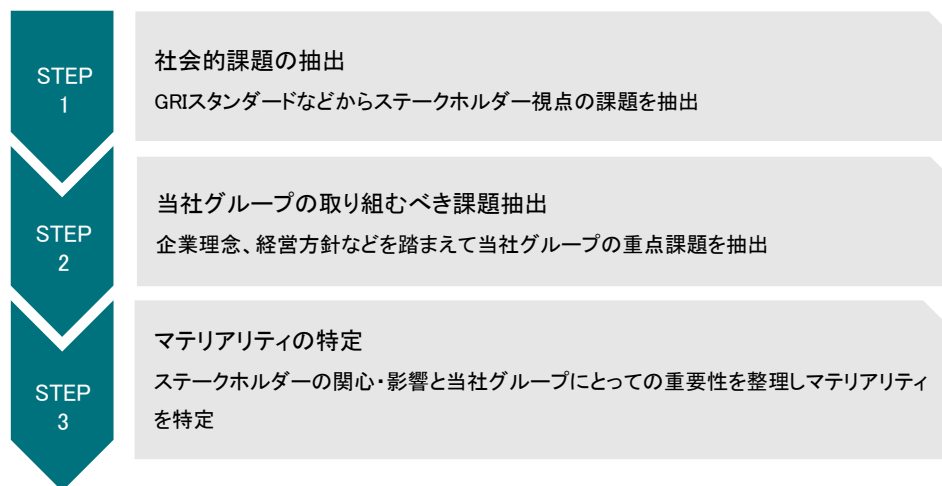 STEP
1
社会的課題の抽出
GRIスタンダードなどからステークホルダー視点の課題を抽出
STEP
2
当社グループの取り組むべき課題抽出
企業理念、経営方針などを踏まえて当社グループの重点課題を抽出
STEP
3
マテリアリティの特定
ステークホルダーの関心・影響と当社グループにとっての重要性を整理しマテリアリティ
を特定